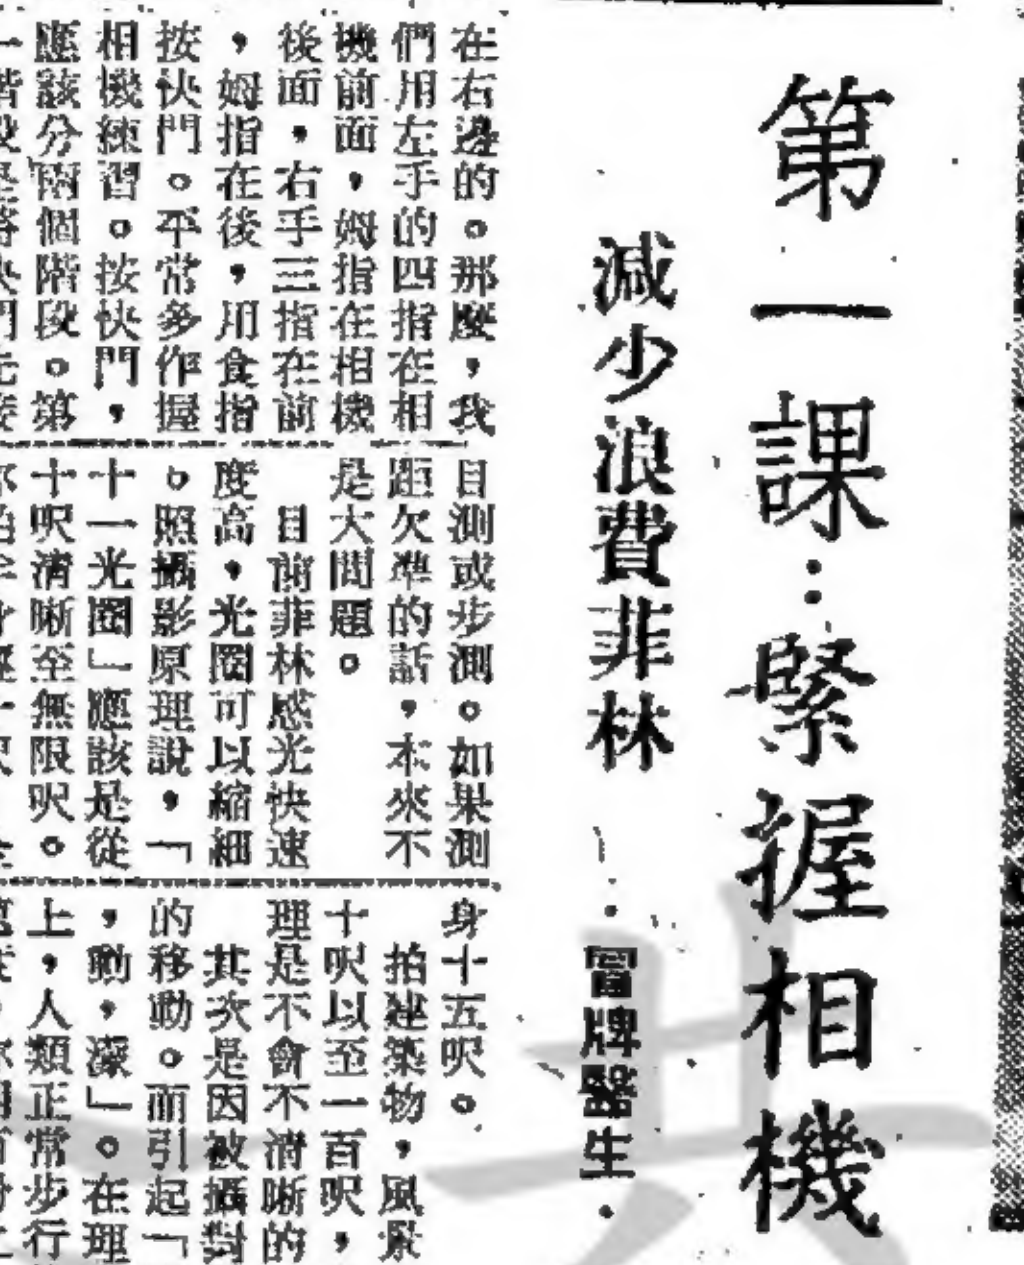 第一課：緊握相機
減少浪費菲林
·冒牌醫生·
在右邊的。那麼，我
們用左手的四指在相
機前面，姆指在相機
後面，右手三指在前
，姆指在後，用食指
按快門。平常多作握
相機練習。按快門，
應該分兩個階段。第
目測或步測。如果測
距欠準的話，本來不
是大問題。
目前菲林感光快速
度高，光圈可以縮細
。照攝影原理說，「
十一光圈」應該是從
十呎清晰至無限呎。
身十五呎。
拍建築物，風景
十呎以至一百呎，
理是不會不清晰的
其次是因被攝對
的移動。而引起「
，動，濛」。在理
上，人類正常步行